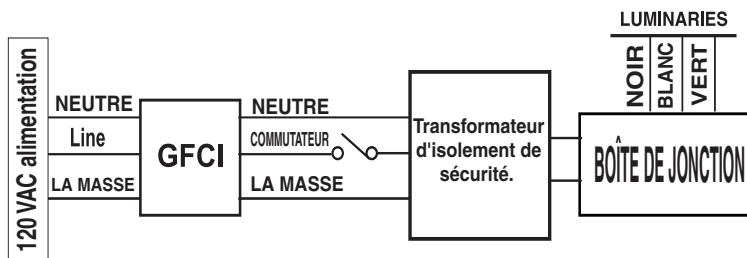 LUMINARIES
NOIR
BLANC
VERT
120 VAC alimentation
NEUTRE
Line
LA MASSE
GFCI
NEUTRE
COMMUTATEUR
LA MASSE
Transformateur
d'isolement de
sécurité.
BOÎTE DE JONCTION